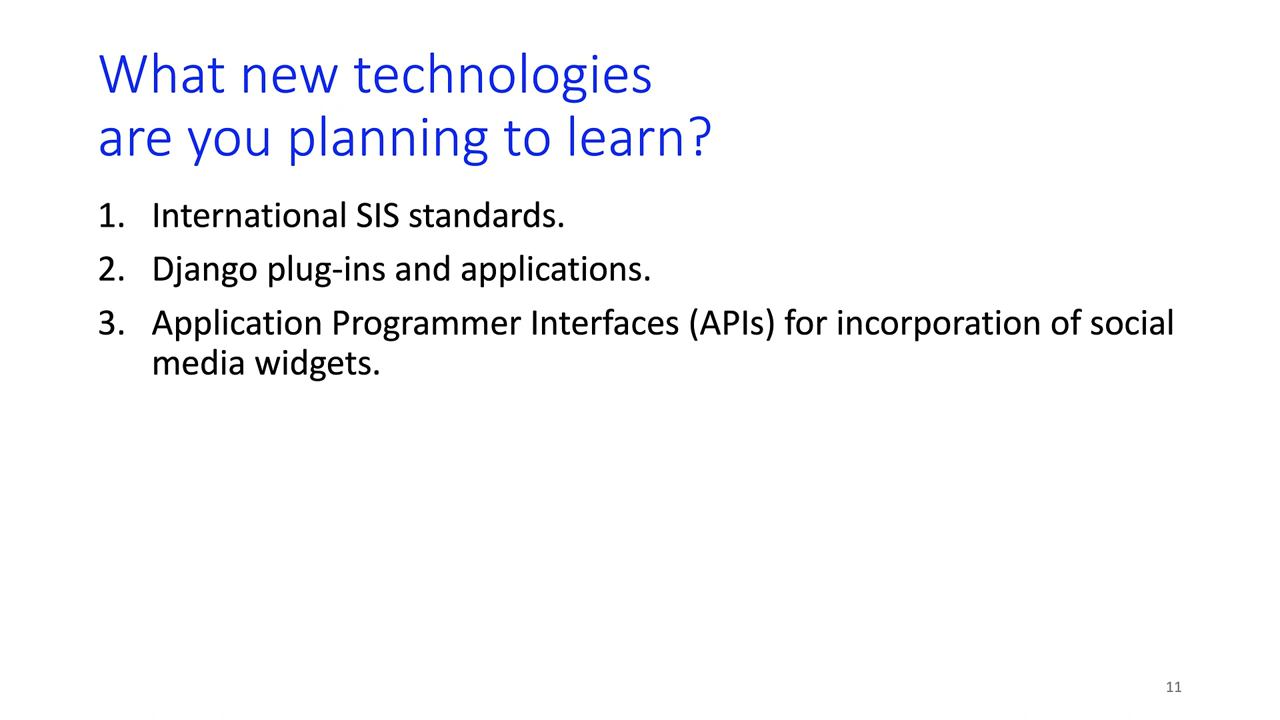 What new technologies
are you planning to learn?
1. International SIS standards.
2. Django plug-ins and applications.
3. Application Programmer Interfaces (APIs) for incorporation of social
media widgets.
11